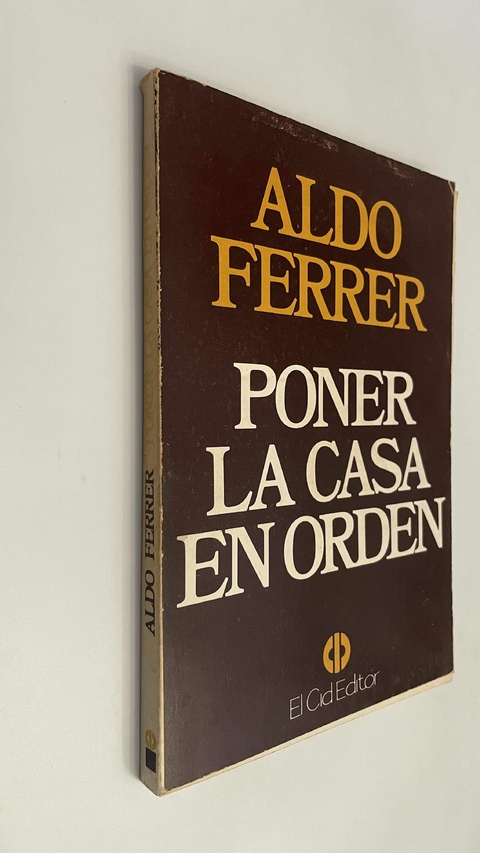 ALDO
FERRER
PONER
LA CASA
EN ORDEN
El Cid Editor
ALDO FERRER